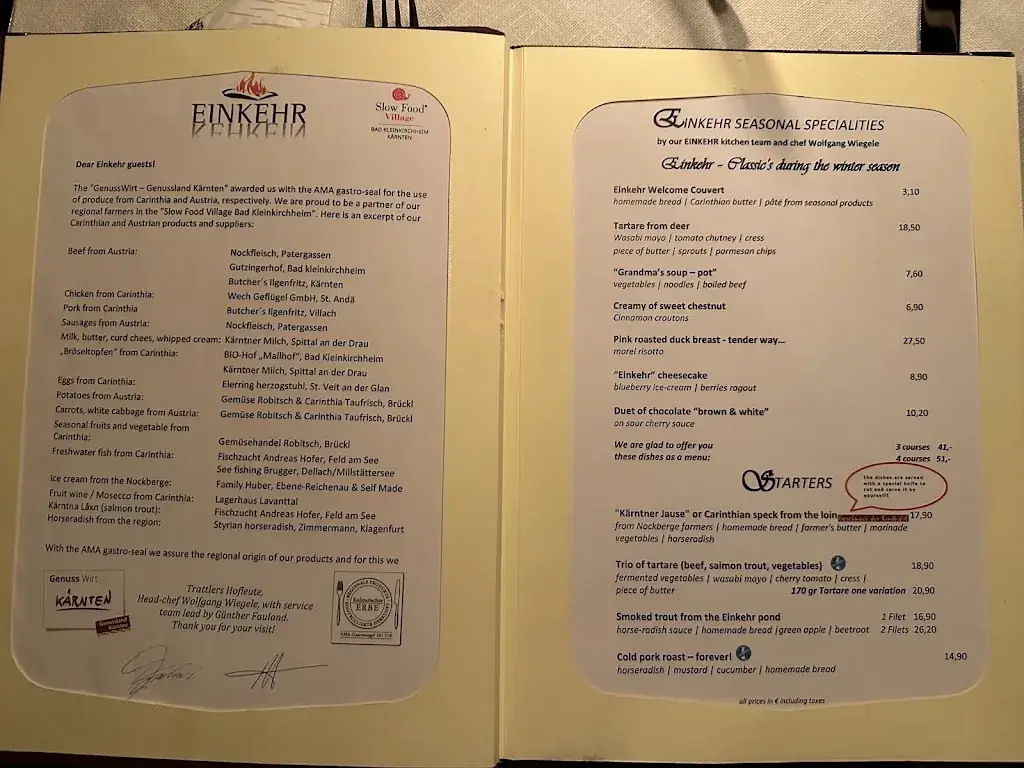 EINKEHR
Slow Food®
Village
BAD KLEINKIRCHHEIM
KÄRNTEN
Dear Einkehr guests!
The "GenussWirt – Genussland Kärnten" awarded us with the AMA gastro-seal for the use
of produce from Carinthia and Austria, respectively. We are proud to be a partner of our
regional farmers in the "Slow Food Village Bad Kleinkirchheim". Here is an excerpt of our
Carinthian and Austrian products and suppliers:
Beef from Austria: Nockfleisch, Patergassen
Gutzingerhof, Bad kleinkirchheim
Butcher´s Ilgenfritz, Kärnten
Chicken from Carinthia: Wech Geflügel GmbH, St. Andä
Pork from Carinthia Butcher´s Ilgenfritz, Villach
Sausages from Austria: Nockfleisch, Patergassen
Milk, butter, curd chees, whipped cream: Kärntner Milch, Spittal an der Drau
„Bröseltopfen" from Carinthia: BIO-Hof „Mallhof", Bad Kleinkirchheim
Kärntner Milch, Spittal an der Drau
Eggs from Carinthia: Elerring herzogstuhl, St. Veit an der Glan
Potatoes from Austria: Gemüse Robitsch & Carinthia Taufrisch, Brückl
Carrots, white cabbage from Austria: Gemüse Robitsch & Carinthia Taufrisch, Brückl
Seasonal fruits and vegetable from
Carinthia: Gemüsehandel Robitsch, Brückl
Freshwater fish from Carinthia: Fischzucht Andreas Hofer, Feld am See
See fishing Brugger, Dellach/Millstättersee
Ice cream from the Nockberge: Family Huber, Ebene-Reichenau & Self Made
Fruit wine / Mosecco from Carinthia: Lagerhaus Lavanttal
Kärntna Låxn (salmon trout): Fischzucht Andreas Hofer, Feld am See
Horseradish from the region: Styrian horseradish, Zimmermann, Klagenfurt
With the AMA gastro-seal we assure the regional origin of our products and for this we
Genuss Wirt
KÄRNTEN
Genussland
Kärnten
Trattlers Hofleute,
Head-chef Wolfgang Wiegele, with service
team lead by Günther Fauland.
Thank you for your visit!
Kulinarisches
ERBE
EINKEHR SEASONAL SPECIALITIES
by our EINKEHR kitchen team and chef Wolfgang Wiegele
Einkehr – Classic's during the winter season
Einkehr Welcome Couvert 3,10
homemade bread | Carinthian butter | pâté from seasonal products
Tartare from deer 18,50
Wasabi mayo | tomato chutney | cress
piece of butter | sprouts | parmesan chips
"Grandma's soup – pot" 7,60
vegetables | noodles | boiled beef
Creamy of sweet chestnut 6,90
Cinnamon croutons
Pink roasted duck breast - tender way... 27,50
morel risotto
"Einkehr" cheesecake 8,90
blueberry ice-cream | berries ragout
Duet of chocolate "brown & white" 10,20
on sour cherry sauce
We are glad to offer you 3 courses 41,-
these dishes as a menu: 4 courses 51,-
STARTERS
The dishes are served
with a special knife to
cut and serve it by
yourself!
"Kärntner Jause" or Carinthian speck from the loin 17,90
from Nockberge farmers | homemade bread | farmer's butter | marinade
vegetables | horseradish
Trio of tartare (beef, salmon trout, vegetables) 18,90
fermented vegetables | wasabi mayo | cherry tomato | cress |
piece of butter 170 gr Tartare one variation 20,90
Smoked trout from the Einkehr pond 1 Filet 16,90
horse-radish sauce | homemade bread |green apple | beetroot 2 Filets 26,20
Cold pork roast – forever! 14,90
horseradish | mustard | cucumber | homemade bread
all prices in € including taxes